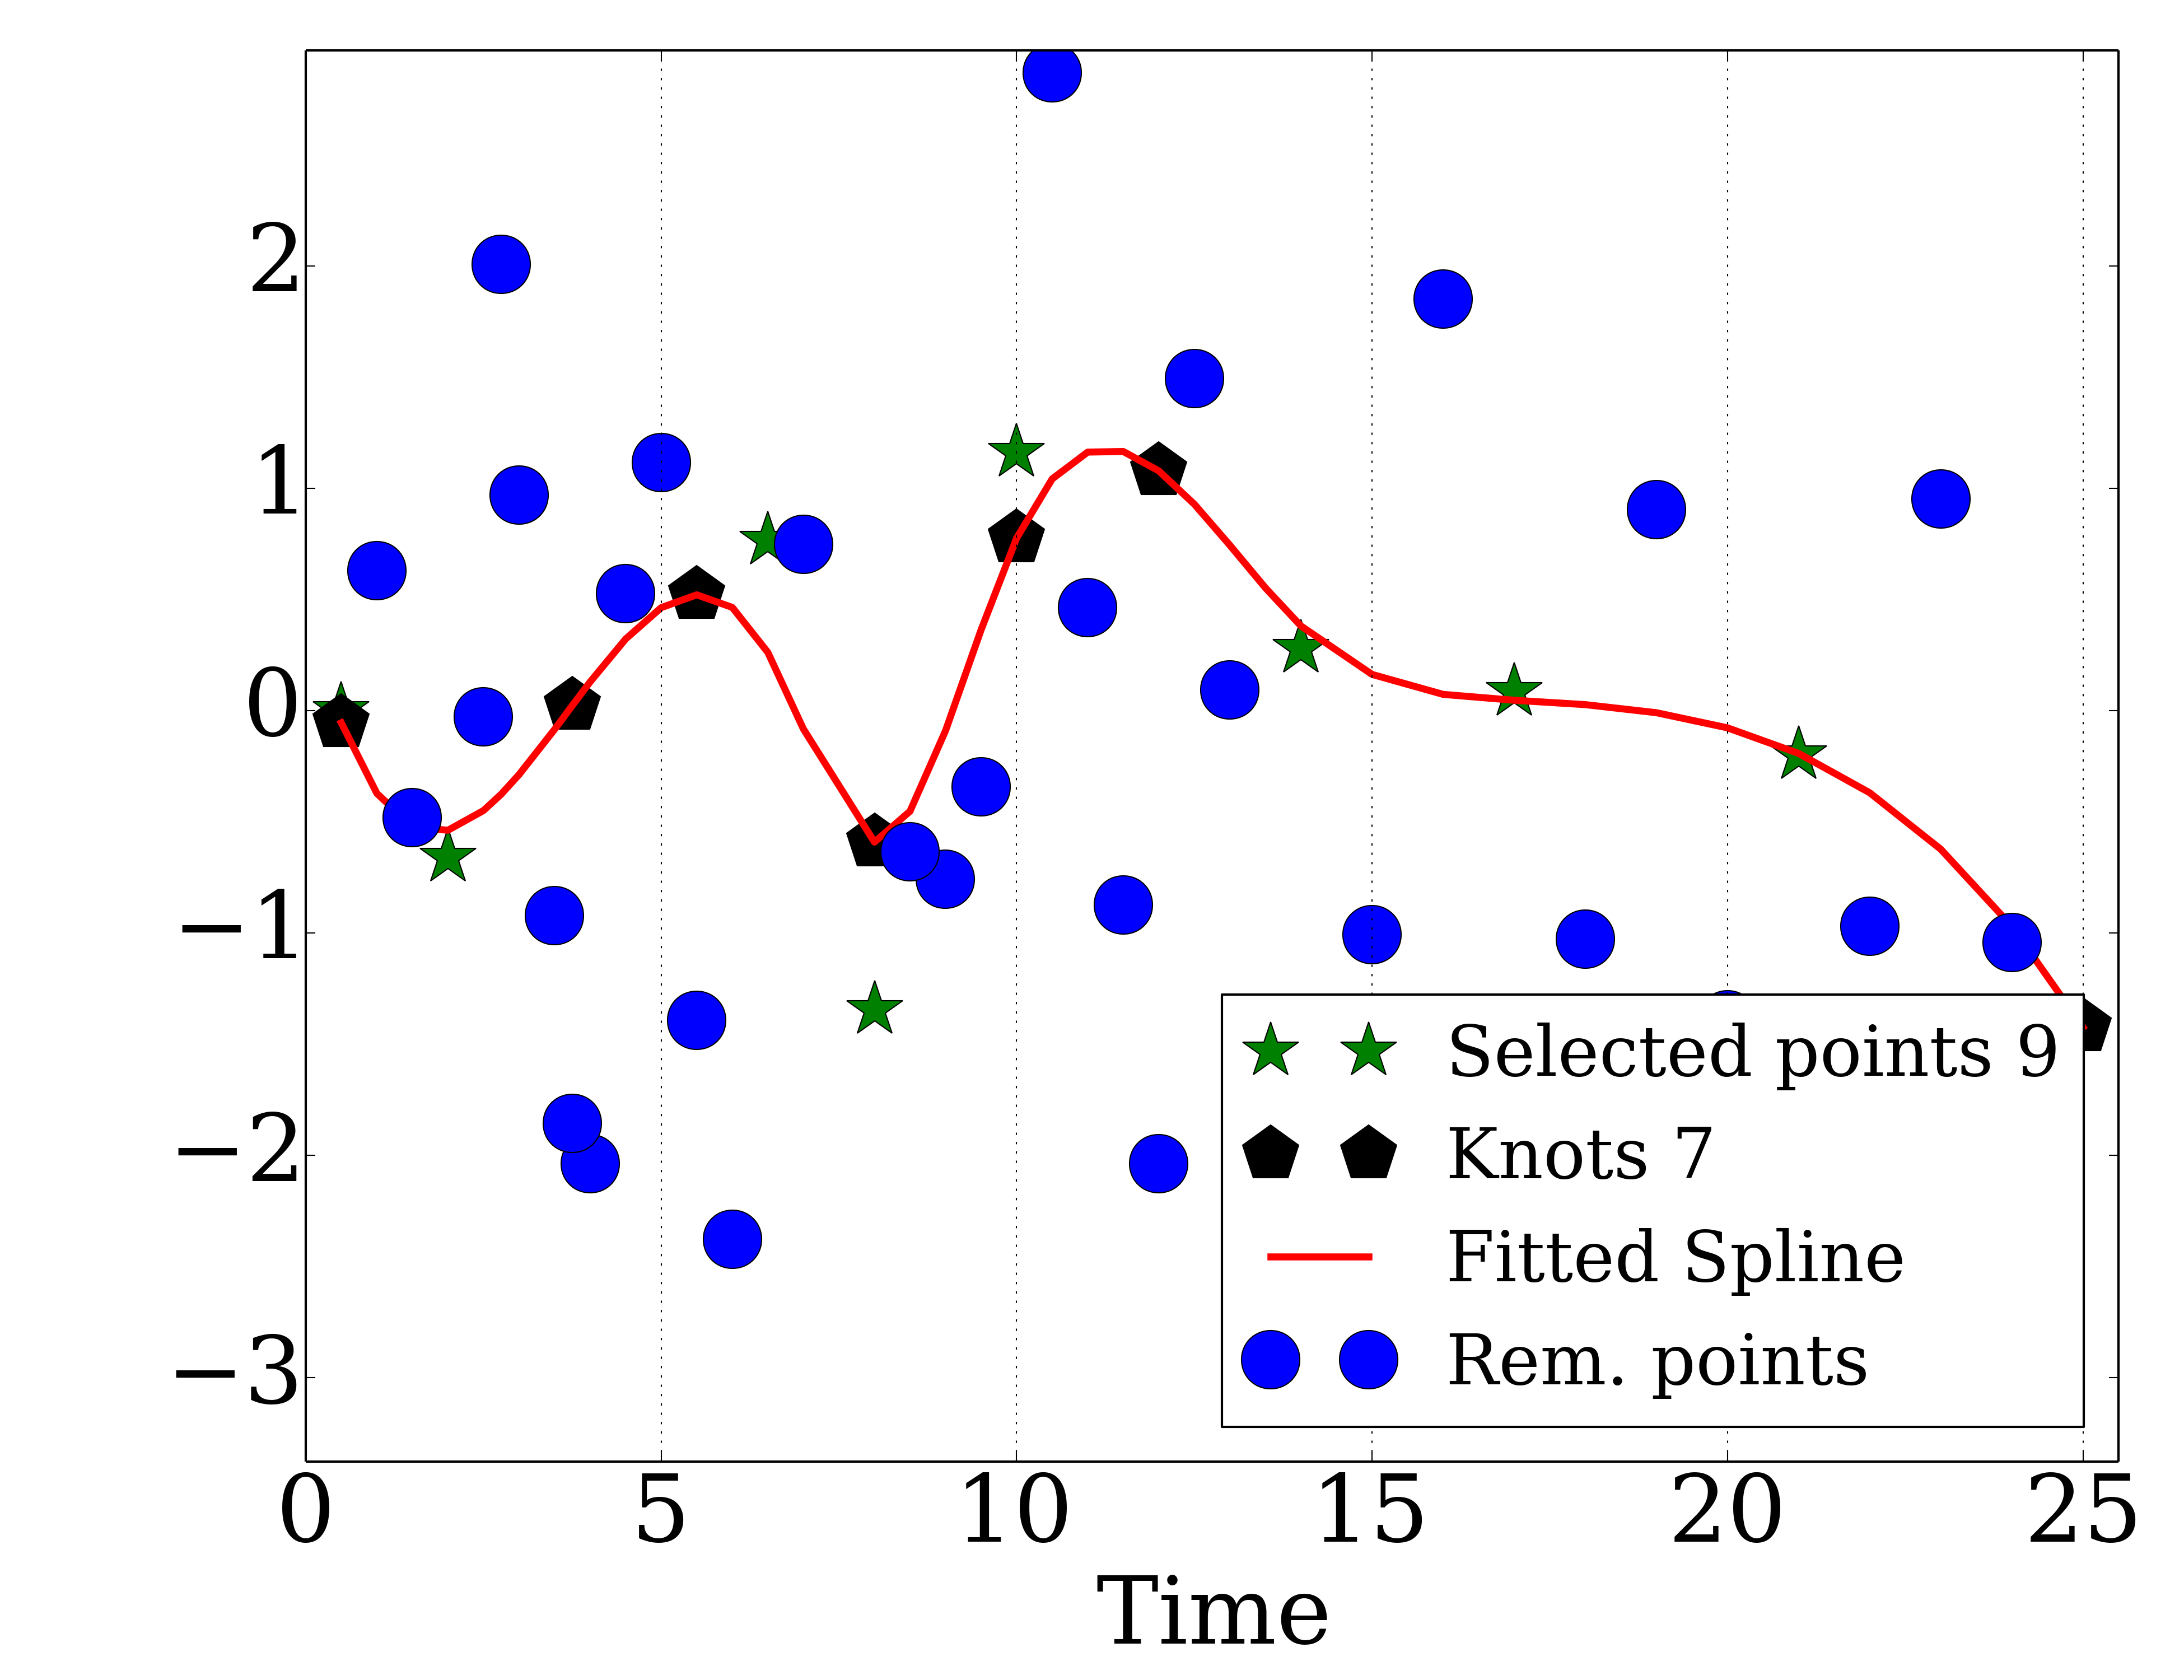 2
1
0
−1
−2
−3
0 5 10 15 20 25
Time
Selected points 9
Knots 7
Fitted Spline
Rem. points